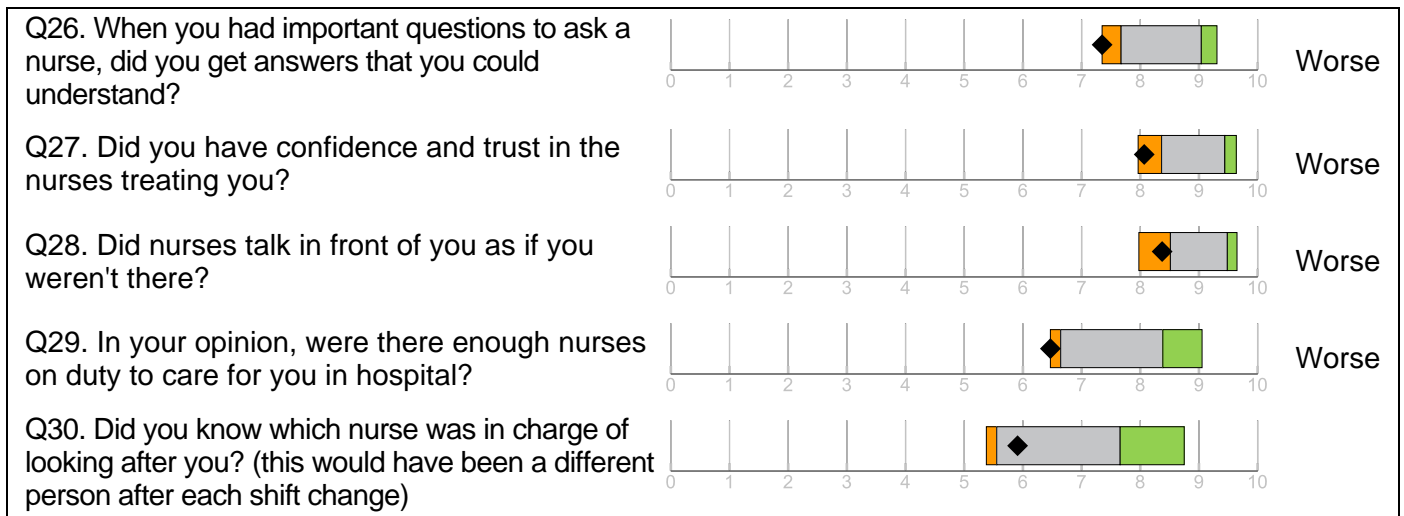 Q26. When you had important questions to ask a
nurse, did you get answers that you could
understand?
0 1 2 3 4 5 6 7 8 9 10
Worse
Q27. Did you have confidence and trust in the
nurses treating you?
0 1 2 3 4 5 6 7 8 9 10
Worse
Q28. Did nurses talk in front of you as if you
weren't there?
0 1 2 3 4 5 6 7 8 9 10
Worse
Q29. In your opinion, were there enough nurses
on duty to care for you in hospital?
0 1 2 3 4 5 6 7 8 9 10
Worse
Q30. Did you know which nurse was in charge of
looking after you? (this would have been a different
person after each shift change)
0 1 2 3 4 5 6 7 8 9 10